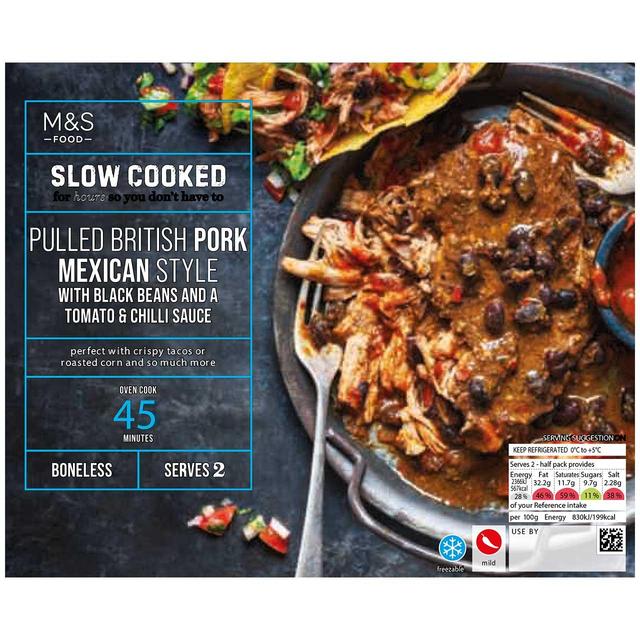 M&S
—FOOD—
SLOW COOKED
for hours so you don't have to
PULLED BRITISH PORK
MEXICAN STYLE
WITH BLACK BEANS AND A
TOMATO & CHILLI SAUCE
perfect with crispy tacos or
roasted corn and so much more
OVEN COOK
45
MINUTES
BONELESS
SERVES 2
SERVING SUGGESTION
KEEP REFRIGERATED 0°C to +5°C
Serves 2 - half pack provides
Energy Fat Saturates Sugars Salt
2366kJ 32.2g 11.7g 9.7g 2.28g
567kcal
28% 46% 59% 11% 38%
of your Reference intake
per 100g Energy 830kJ/199kcal
USE BY
freezable
mild